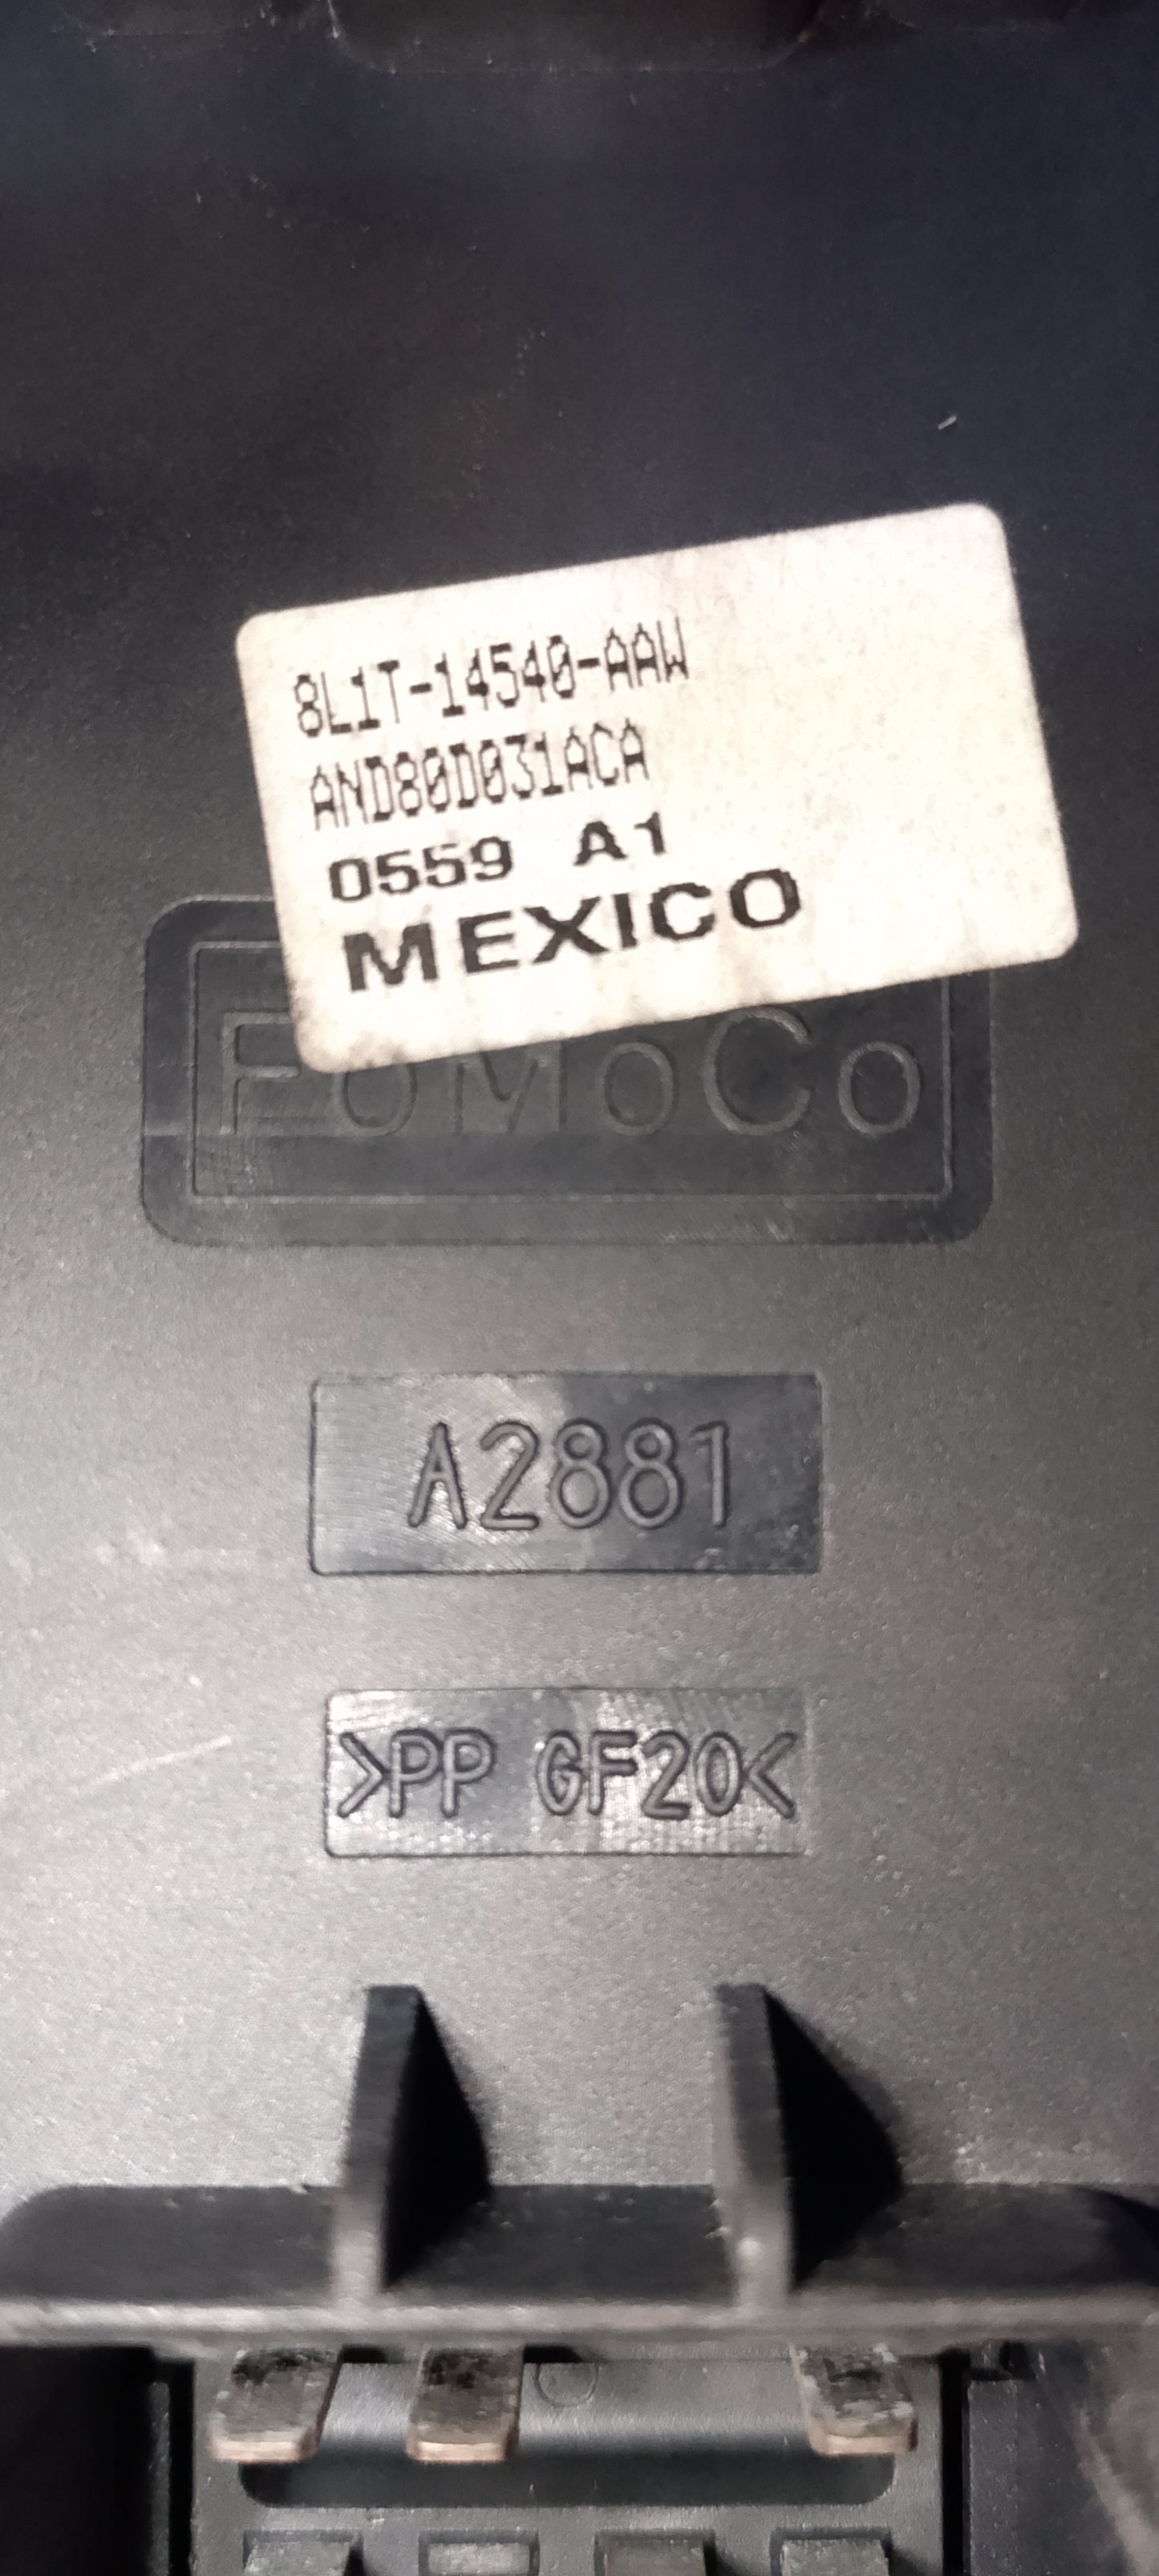 8L1T-14540-AAW
AND80D031ACA
0559 A1
MEXICO
FoMoCo
A2881
>PP GF20<